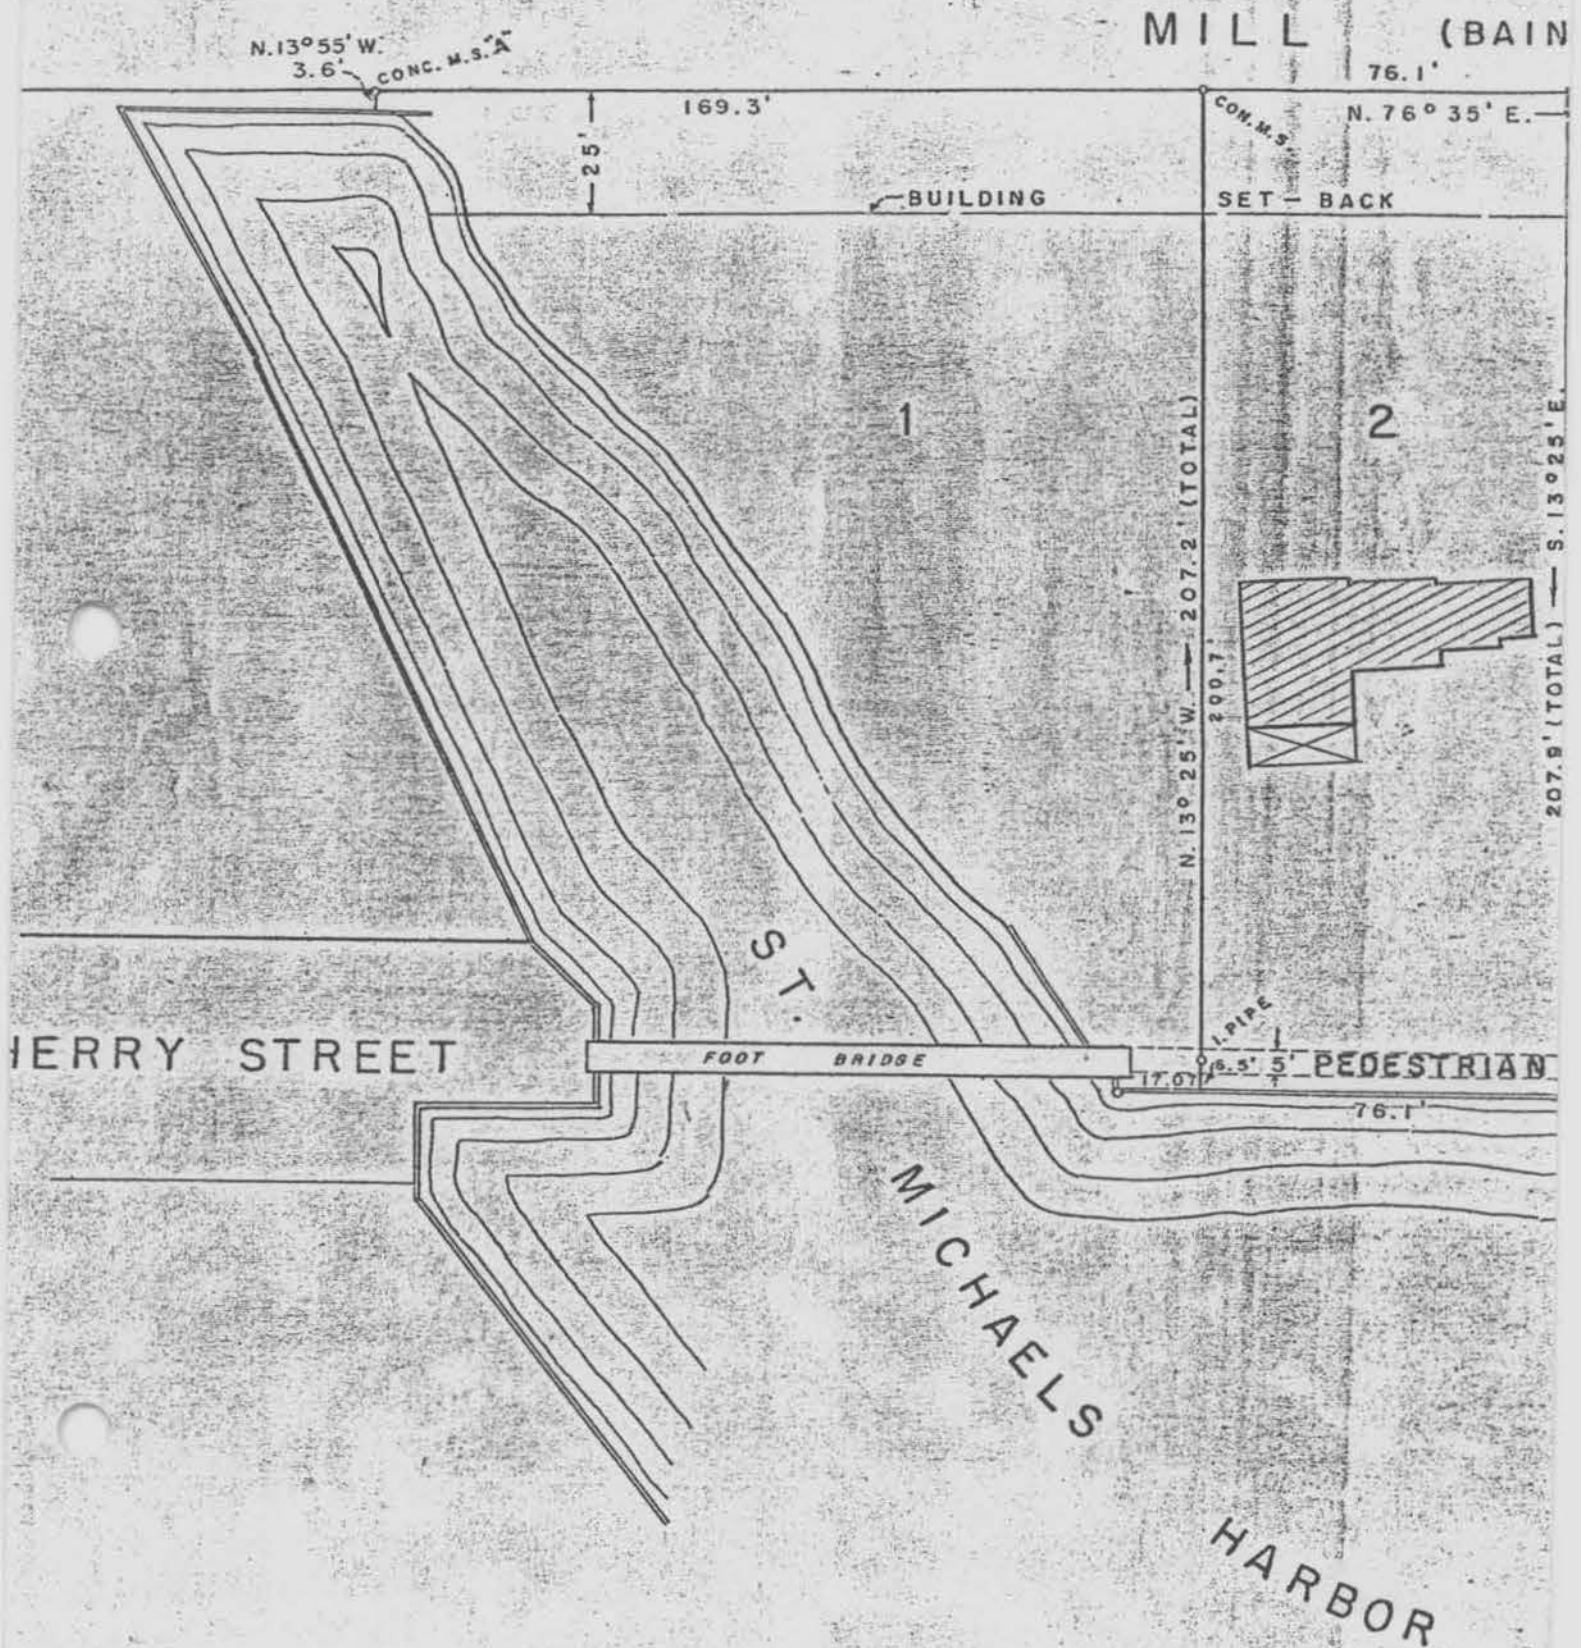 MILL (BAIN
N. 13° 55' W.
3.6'
CONC. M.S. "A"
76.1'
169.3'
CON. M.S.
N. 76° 35' E.
25'
BUILDING SET - BACK
1
2
N. 13° 25' W. 207.2' (TOTAL)
200.7'
207.9' (TOTAL) S. 13° 25' E.
ST.
I. PIPE
HERRY STREET
FOOT BRIDGE
6.5' 5' PEDESTRIAN
17.07'
76.1'
MICHAELS
HARBOR